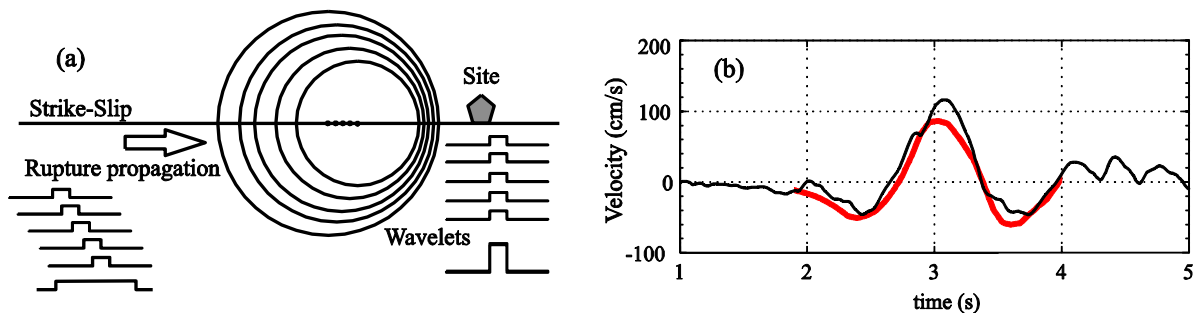 (a)
Site
Strike-Slip
Rupture propagation
Wavelets
(b)
Velocity (cm/s)
200
100
0
-100
1 2 3 4 5
time (s)